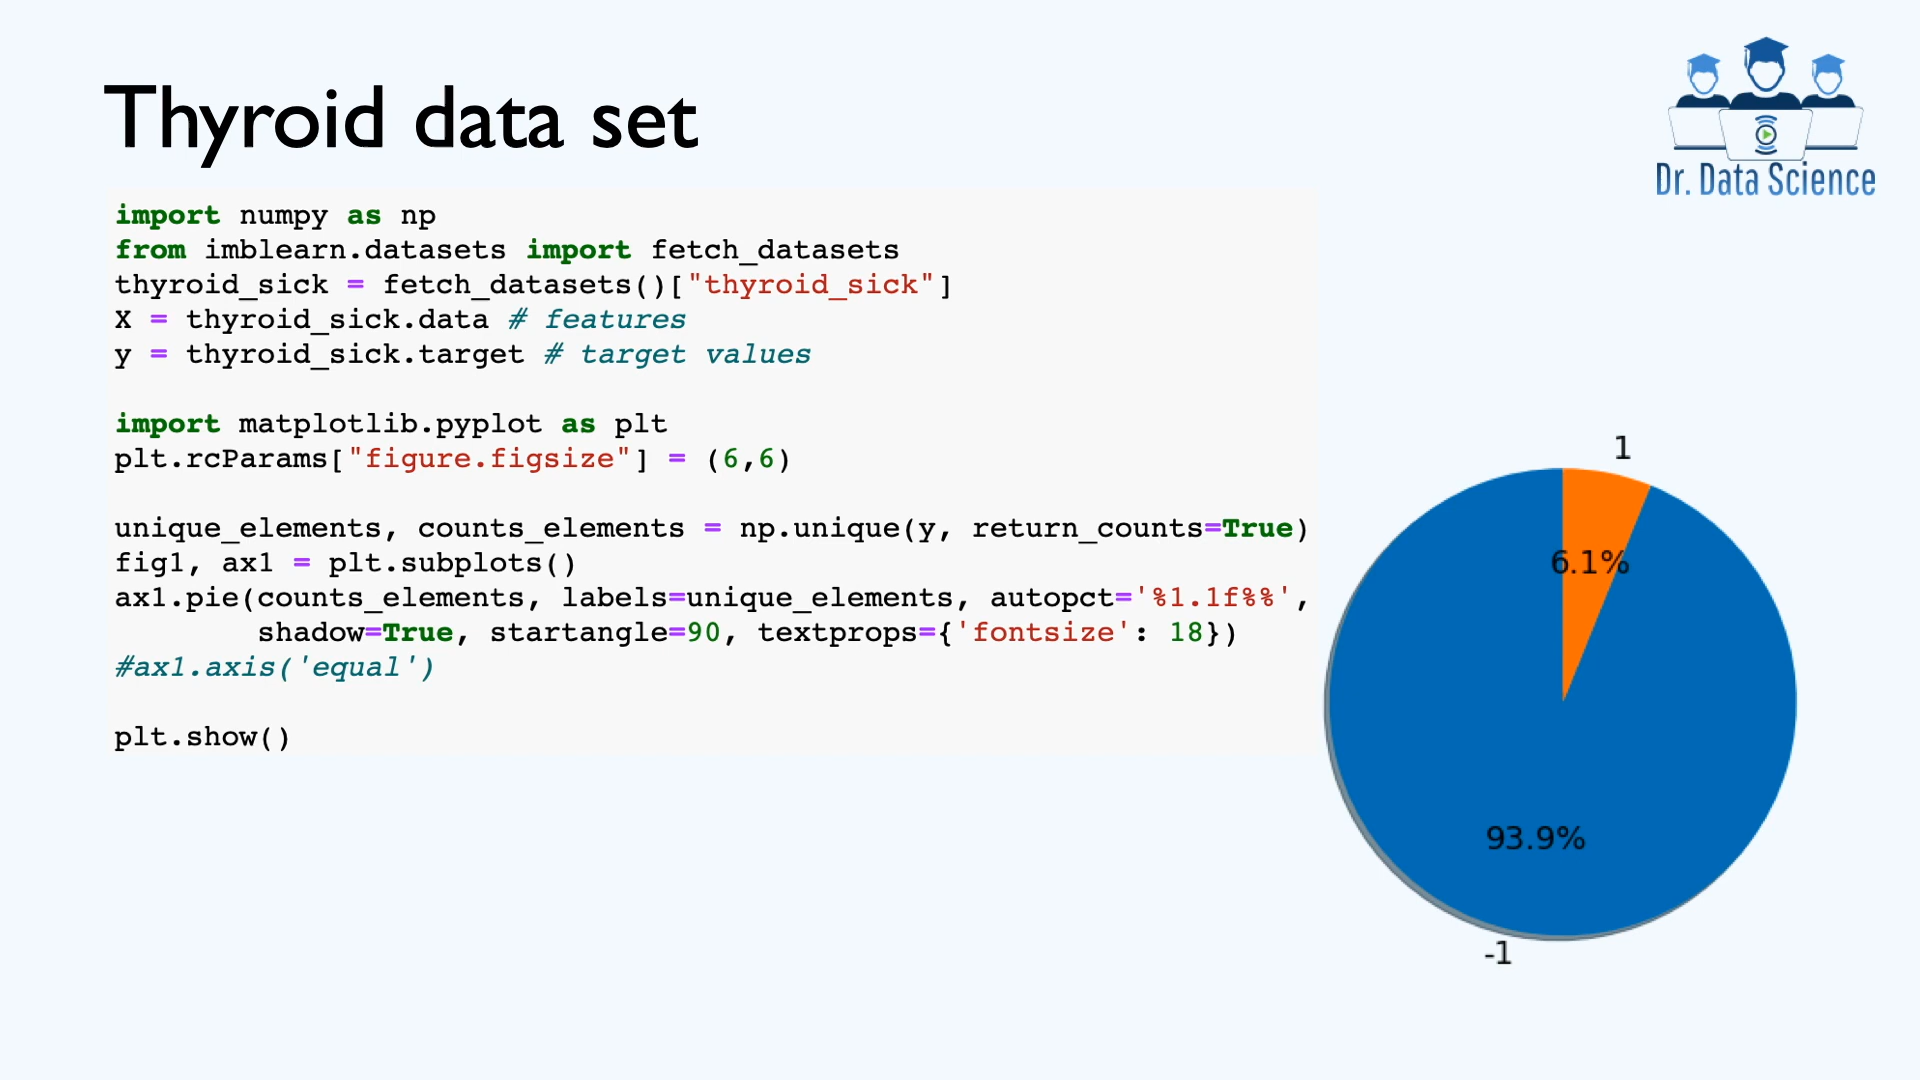 Thyroid data set
Dr. Data Science
import numpy as np
from imblearn.datasets import fetch_datasets
thyroid_sick = fetch_datasets()["thyroid_sick"]
X = thyroid_sick.data # features
y = thyroid_sick.target # target values
import matplotlib.pyplot as plt
plt.rcParams["figure.figsize"] = (6,6)
unique_elements, counts_elements = np.unique(y, return_counts=True)
fig1, ax1 = plt.subplots()
ax1.pie(counts_elements, labels=unique_elements, autopct='%1.1f%%',
        shadow=True, startangle=90, textprops={'fontsize': 18})
#ax1.axis('equal')
plt.show()
1
6.1%
93.9%
-1